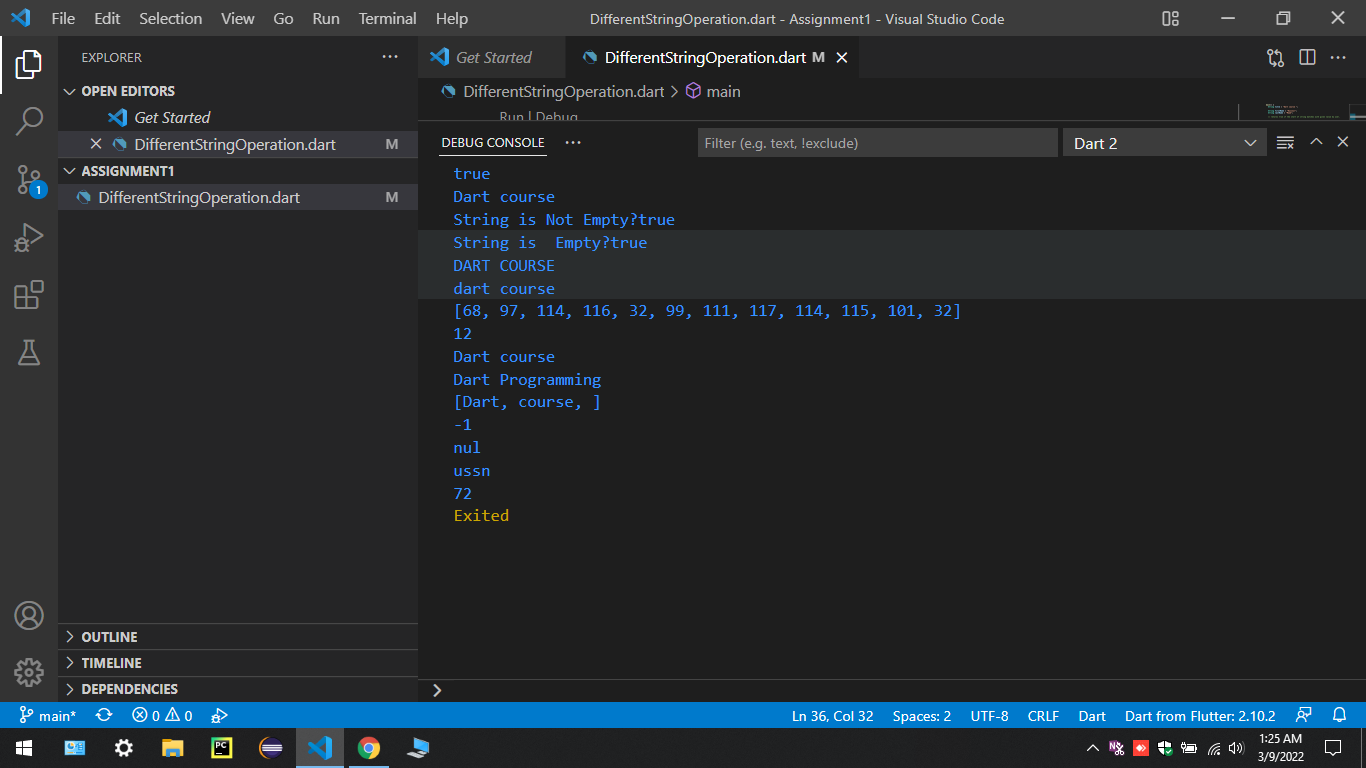 File Edit Selection View Go Run Terminal Help
DifferentStringOperation.dart - Assignment1 - Visual Studio Code
EXPLORER
OPEN EDITORS
Get Started
DifferentStringOperation.dart M
ASSIGNMENT1
DifferentStringOperation.dart M
1
OUTLINE
TIMELINE
DEPENDENCIES
Get Started
DifferentStringOperation.dart M
DifferentStringOperation.dart > main
Run | Debug
DEBUG CONSOLE
Filter (e.g. text, !exclude)
Dart 2
true
Dart course
String is Not Empty?true
String is  Empty?true
DART COURSE
dart course
[68, 97, 114, 116, 32, 99, 111, 117, 114, 115, 101, 32]
12
Dart course
Dart Programming
[Dart, course, ]
-1
nul
ussn
72
Exited
main* 0 0
Ln 36, Col 32 Spaces: 2 UTF-8 CRLF Dart Dart from Flutter: 2.10.2
PC
1:25 AM
3/9/2022